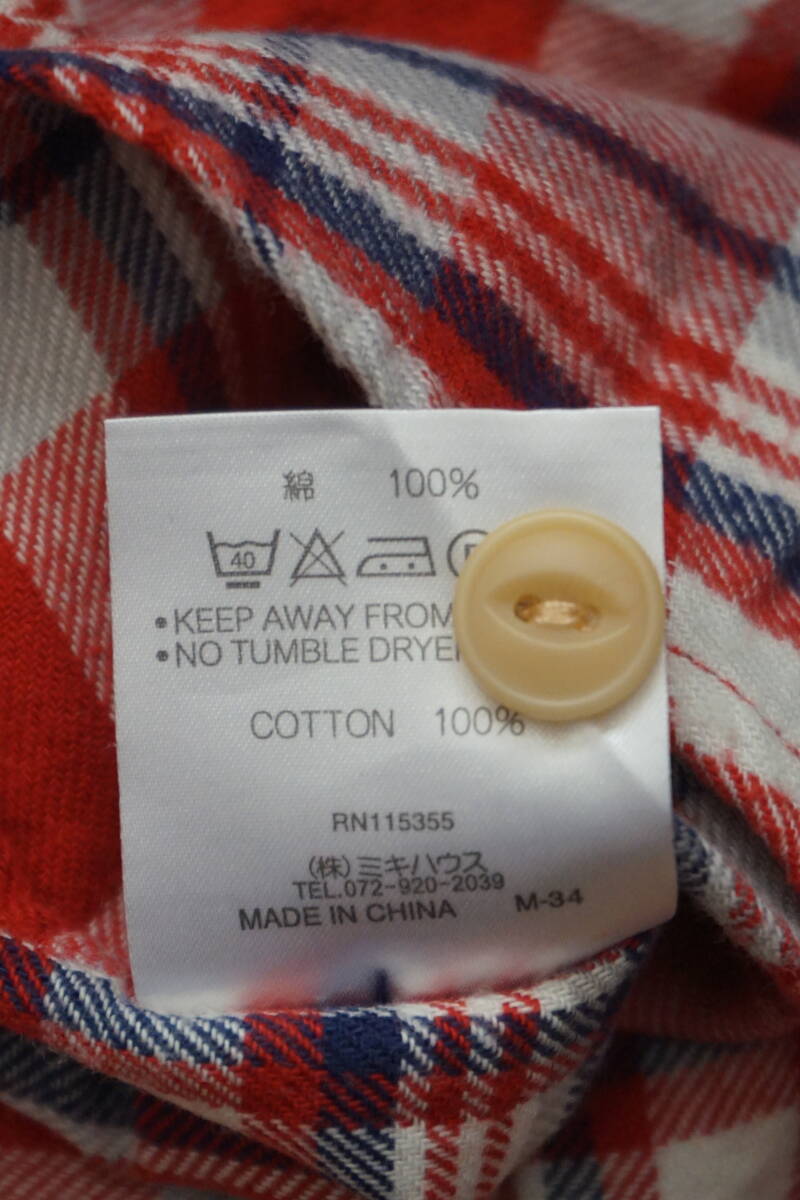 綿 100%
40
•KEEP AWAY FROM
•NO TUMBLE DRYE
COTTON 100%
RN115355
(株)ミキハウス
TEL.072-920-2039
MADE IN CHINA M-34